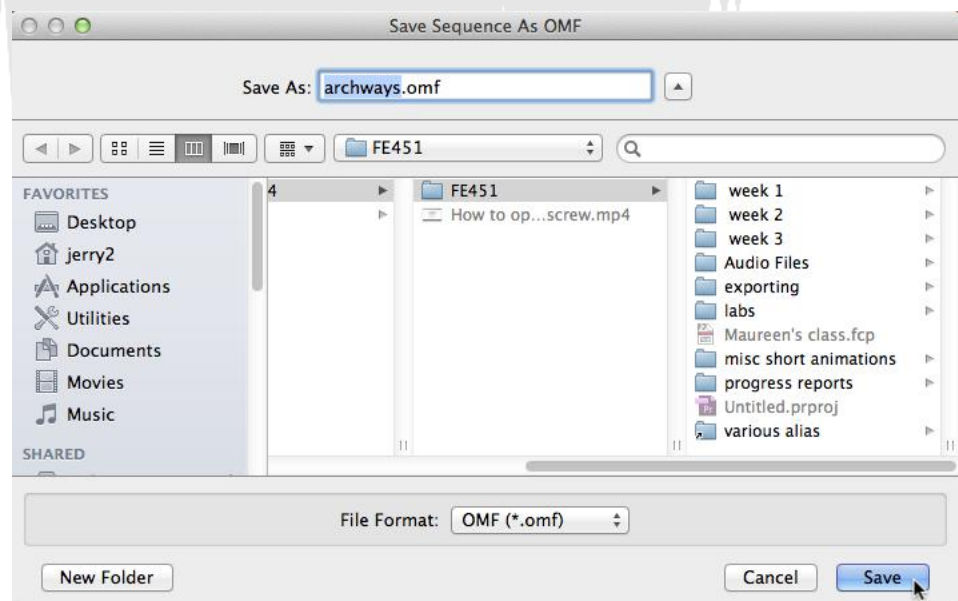 Save Sequence As OMF
Save As: archways.omf
FE451
FAVORITES
Desktop
jerry2
Applications
Utilities
Documents
Movies
Music
SHARED
4
FE451
How to op...screw.mp4
week 1
week 2
week 3
Audio Files
exporting
labs
Maureen's class.fcp
misc short animations
progress reports
Untitled.prproj
various alias
File Format: OMF (*.omf)
New Folder
Cancel
Save